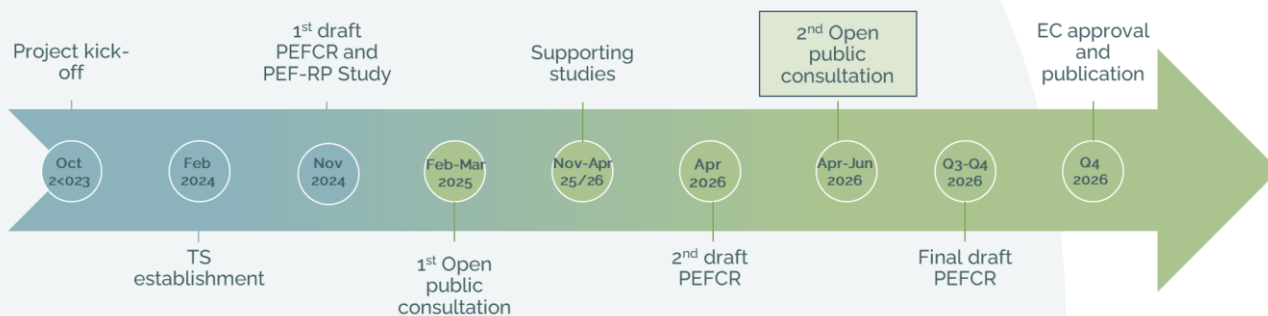 Project kick-
off
1st draft
PEFCR and
PEF-RP Study
Supporting
studies
2nd Open
public
consultation
EC approval
and
publication
Oct
2<023
Feb
2024
Nov
2024
Feb-Mar
2025
Nov-Apr
25/26
Apr
2026
Apr-Jun
2026
Q3-Q4
2026
Q4
2026
TS
establishment
1st Open
public
consultation
2nd draft
PEFCR
Final draft
PEFCR